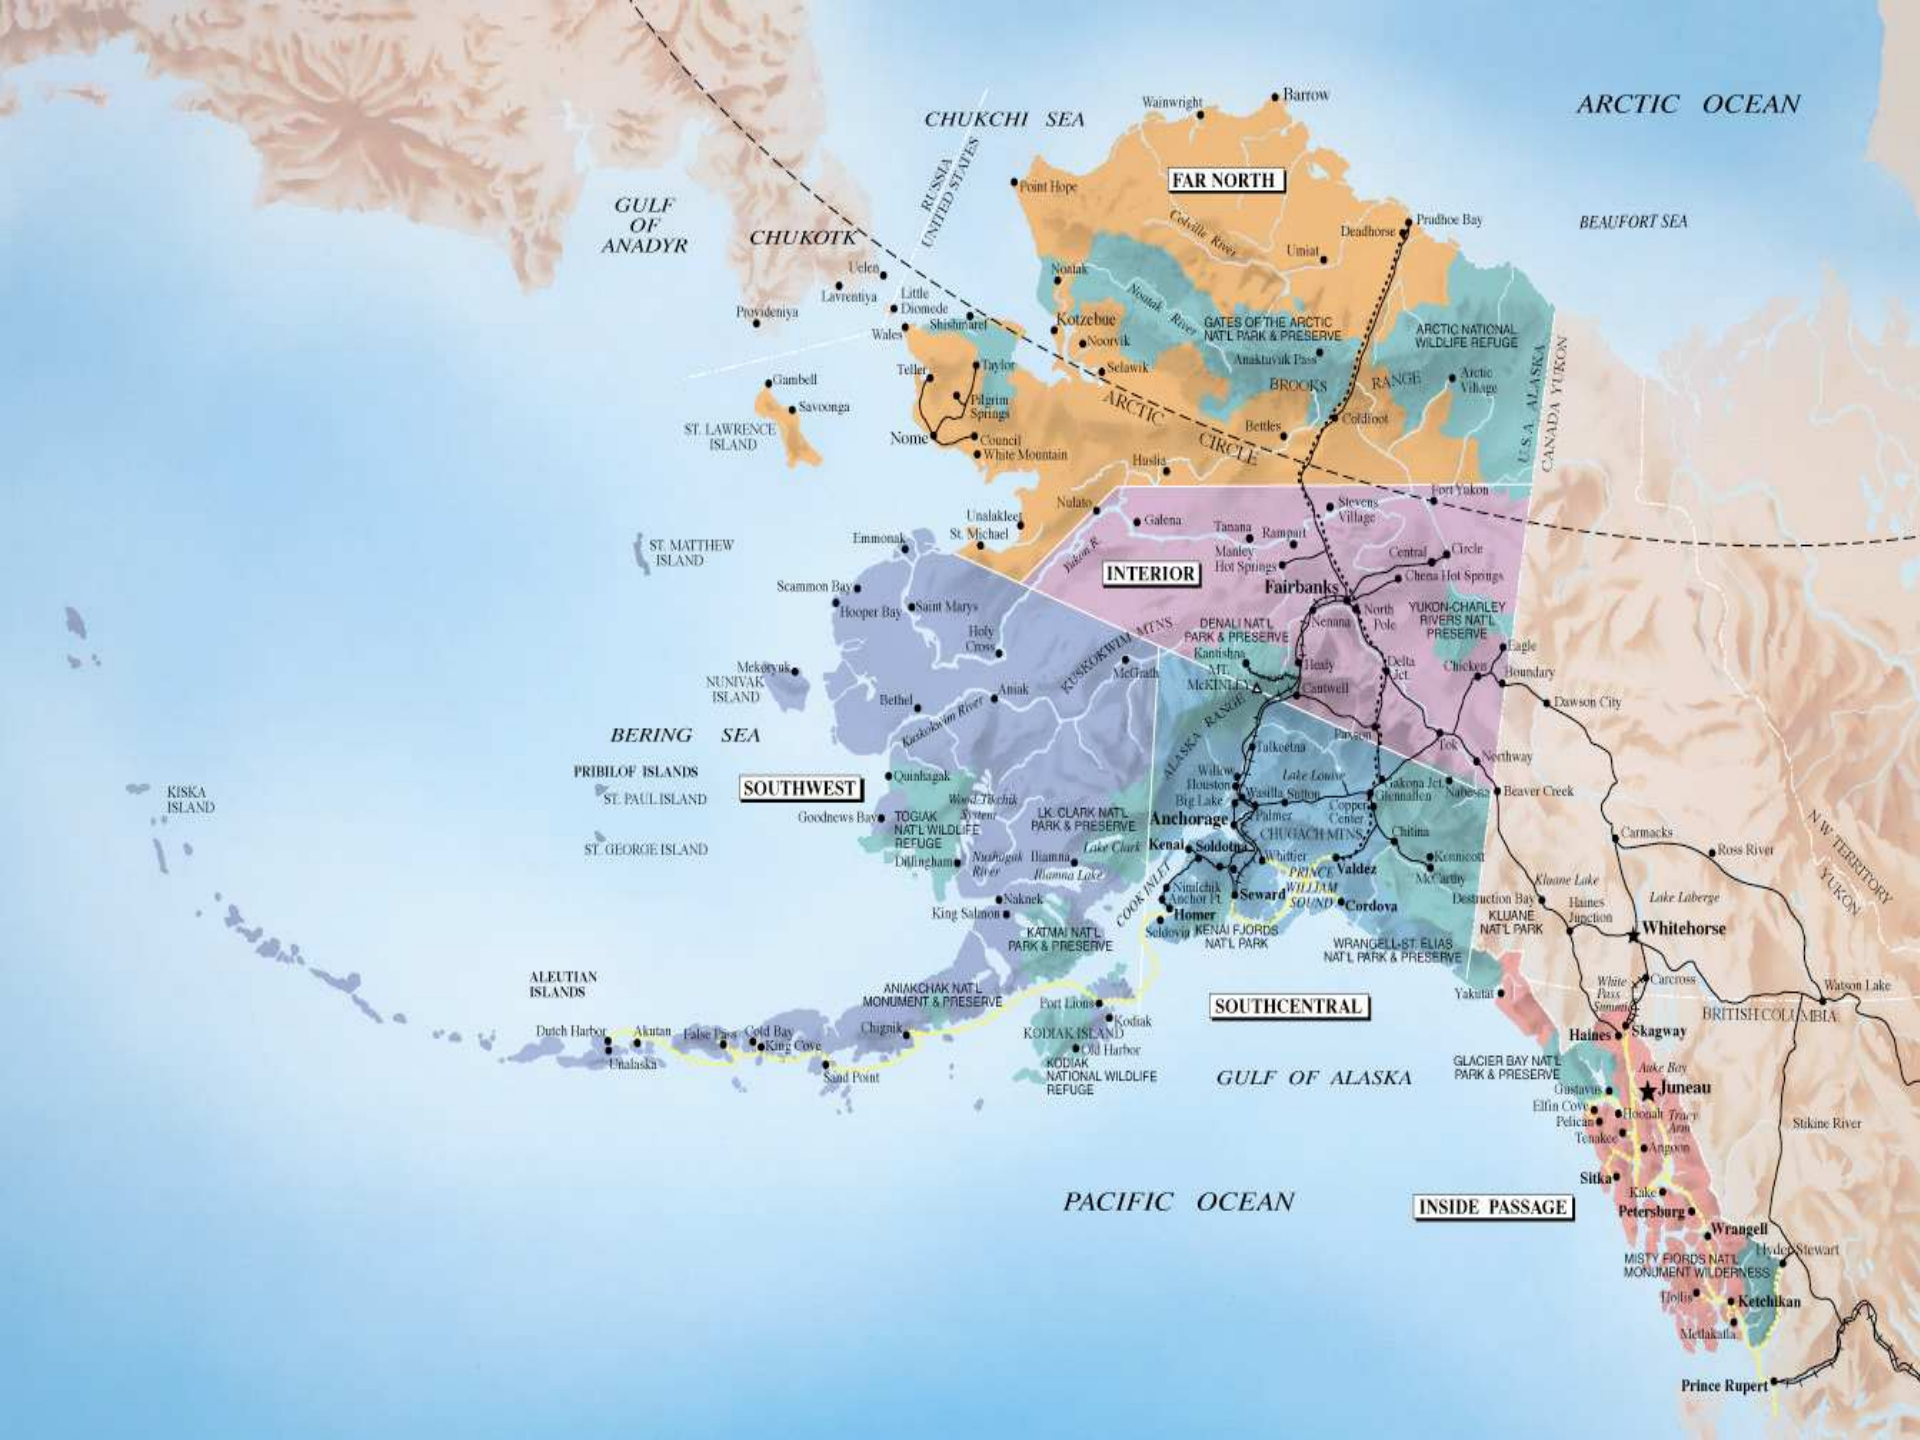 ARCTIC OCEAN
CHUKCHI SEA
BEAUFORT SEA
RUSSIA
UNITED STATES
GULF
OF
ANADYR
CHUKOTK
Uelen
Lavrentiya
Provideniya
Little
Diomede
Wales
Shishmaref
Teller
Taylor
Pilgrim
Springs
Nome
Council
White Mountain
Gambell
Savoonga
ST. LAWRENCE
ISLAND
Wainwright
Barrow
FAR NORTH
Point Hope
Colville River
Umiat
Prudhoe Bay
Deadhorse
Noatak
Noatak River
Kotzebue
Noorvik
Selawik
GATES OF THE ARCTIC
NAT'L PARK & PRESERVE
Anaktuvuk Pass
BROOKS RANGE
ARCTIC NATIONAL
WILDLIFE REFUGE
Arctic
Village
U.S.A. ALASKA
CANADA YUKON
ARCTIC CIRCLE
Bettles
Coldfoot
Huslia
Nulato
Unalakleet
St. Michael
Yukon R.
Galena
INTERIOR
Tanana
Rampart
Manley
Hot Springs
Stevens
Village
Fort Yukon
Central
Circle
Chena Hot Springs
Fairbanks
North
Pole
Nenana
YUKON-CHARLEY
RIVERS NAT'L
PRESERVE
DENALI NAT'L
PARK & PRESERVE
Kantishna
MT.
McKINLEY
Healy
Cantwell
Delta
Jct.
Eagle
Chicken
Boundary
Dawson City
Paxson
Tok
Northway
Beaver Creek
ST. MATTHEW
ISLAND
Emmonak
Scammon Bay
Hooper Bay
Saint Marys
Holy
Cross
KUSKOKWIM MTNS
McGrath
Mekoryuk
NUNIVAK
ISLAND
Bethel
Aniak
Kuskokwim River
BERING SEA
PRIBILOF ISLANDS
ST. PAUL ISLAND
ST. GEORGE ISLAND
KISKA
ISLAND
SOUTHWEST
Quinhagak
Goodnews Bay
TOGIAK
NAT'L WILDLIFE
REFUGE
Wood-Tikchik
System
Dillingham
Nushagak
River
LK. CLARK NAT'L
PARK & PRESERVE
Lake Clark
Iliamna
Iliamna Lake
Naknek
King Salmon
KATMAI NAT'L
PARK & PRESERVE
COOK INLET
ALASKA RANGE
Talkeetna
Willow
Houston
Big Lake
Wasilla
Sutton
Palmer
Lake Louise
Anchorage
CHUGACH MTNS.
Gakona Jct.
Glennallen
Nabesna
Copper
Center
Chitina
Kennicott
McCarthy
Kenai
Soldotna
Whittier
PRINCE
WILLIAM
SOUND
Valdez
Cordova
Ninilchik
Anchor Pt.
Homer
Seldovia
Seward
KENAI FJORDS
NAT'L PARK
WRANGELL-ST. ELIAS
NAT'L PARK & PRESERVE
SOUTHCENTRAL
ALEUTIAN
ISLANDS
Dutch Harbor
Unalaska
Akutan
False Pass
Cold Bay
King Cove
Sand Point
Chignik
ANIAKCHAK NAT'L
MONUMENT & PRESERVE
Port Lions
Kodiak
KODIAK ISLAND
Old Harbor
KODIAK
NATIONAL WILDLIFE
REFUGE
GULF OF ALASKA
PACIFIC OCEAN
Carmacks
Ross River
N W TERRITORY
YUKON
Kluane Lake
Destruction Bay
KLUANE
NAT'L PARK
Haines
Junction
Lake Laberge
Whitehorse
Carcross
White
Pass
Summit
Watson Lake
BRITISH COLUMBIA
Yakutat
Haines
Skagway
GLACIER BAY NAT'L
PARK & PRESERVE
Auke Bay
Juneau
Gustavus
Elfin Cove
Pelican
Hoonah
Tracy
Arm
Tenakee
Angoon
Sitka
Kake
Petersburg
Wrangell
Stikine River
INSIDE PASSAGE
MISTY FIORDS NAT'L
MONUMENT WILDERNESS
Hyder
Stewart
Hollis
Ketchikan
Metlakatla
Prince Rupert